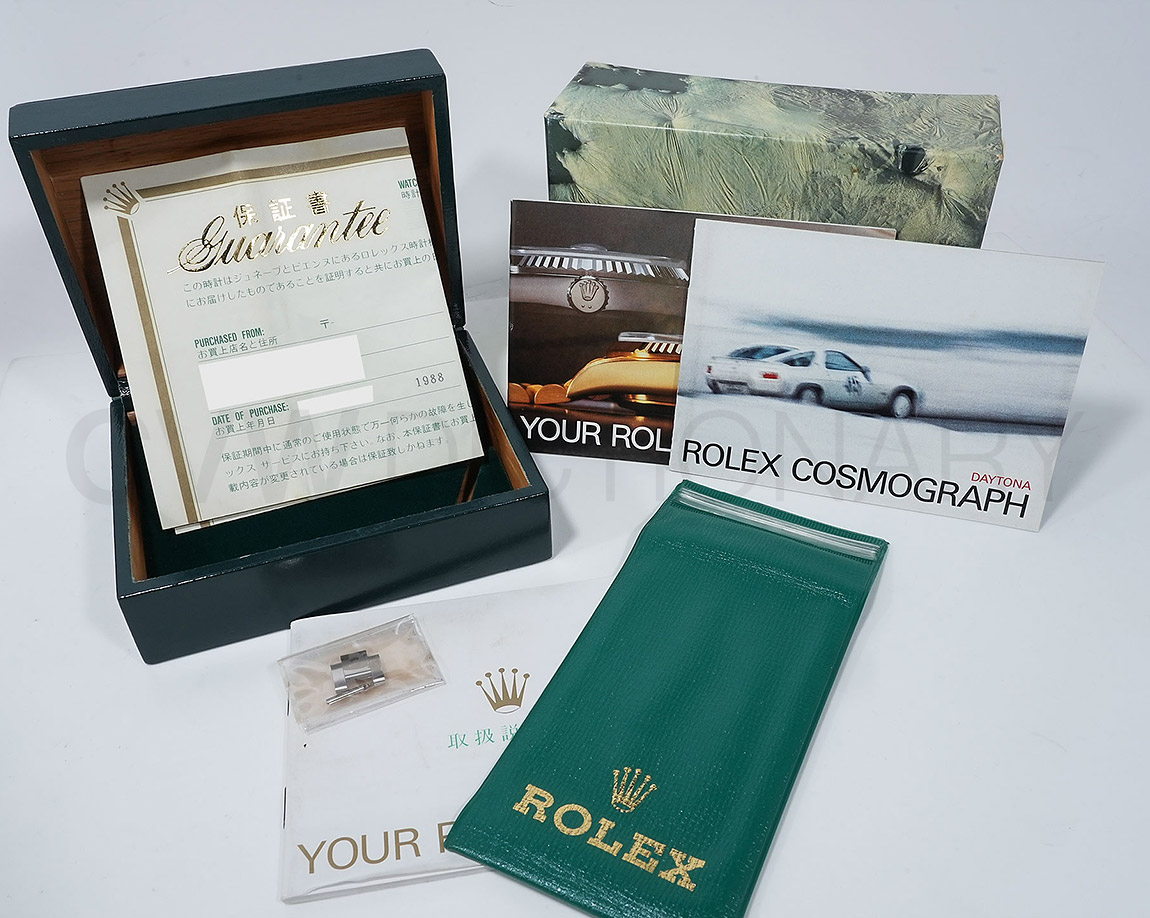 WATC
時計
保証書
Guarantee
この時計はジュネーブとビエンヌにあるロレックス時計
にお届けしたものであることを証明すると共にお買上の
PURCHASED FROM:
〒-
お買上店名と住所
1988
DATE OF PURCHASE:
お買上年月日
保証期間中に通常のご使用状態で万一何らかの故障を生し
ックス サービスにお持ち下さい。なお、本保証書にお買上
載内容が変更されている場合は保証致しかねます。
YOUR ROL
ROLEX COSMOGRAPH
DAYTONA
取扱説
YOUR
ROLEX